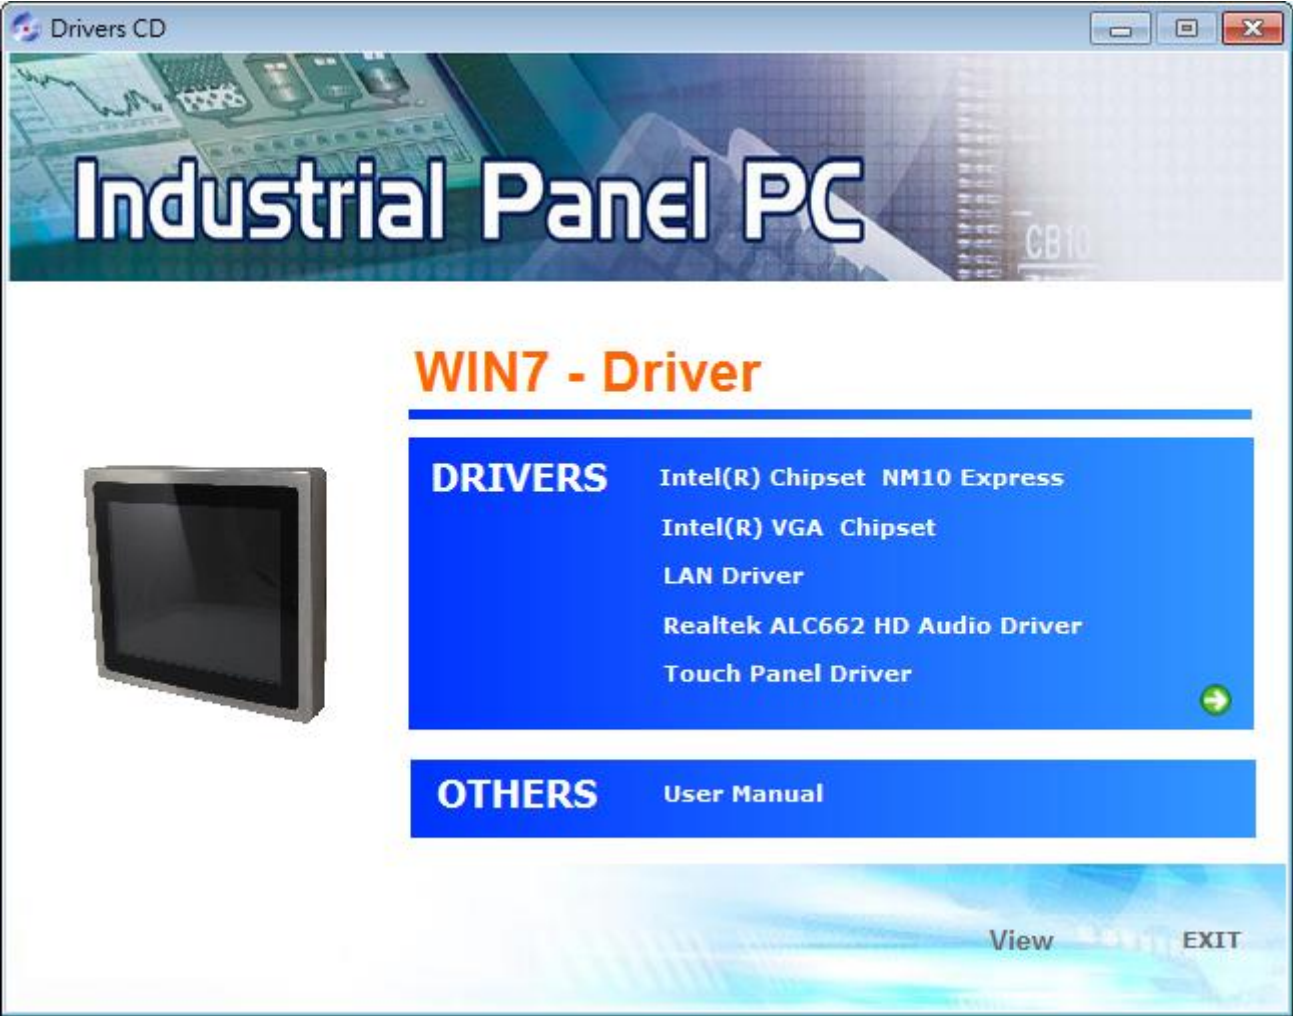 Drivers CD
Industrial Panel PC
CB10
WIN7 - Driver
DRIVERS
Intel(R) Chipset NM10 Express
Intel(R) VGA Chipset
LAN Driver
Realtek ALC662 HD Audio Driver
Touch Panel Driver
OTHERS
User Manual
View
EXIT